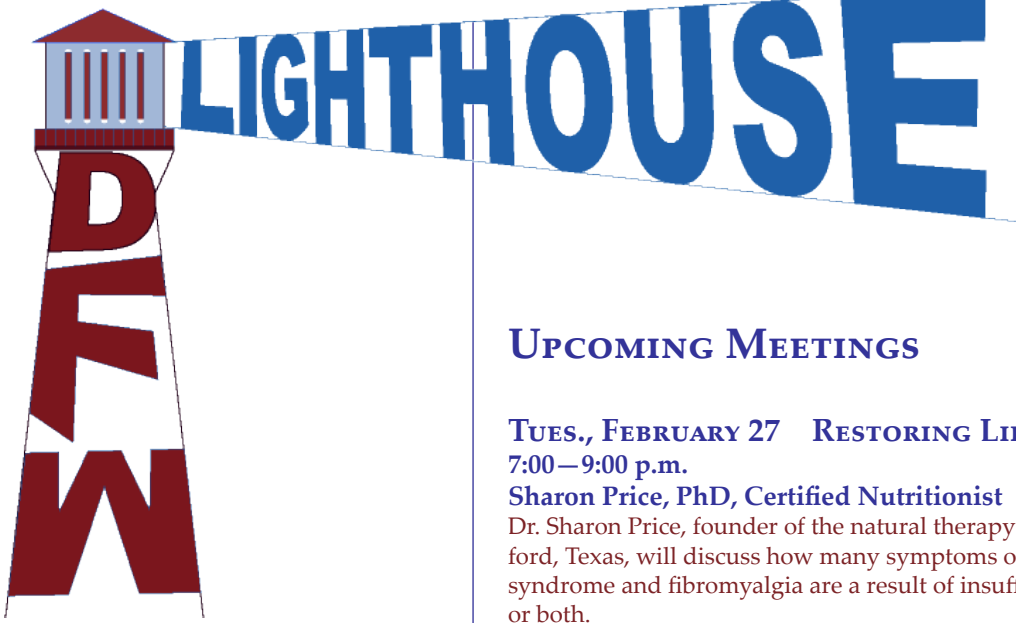 LIGHTHOUSE
DFW
Upcoming Meetings
Tues., February 27 Restoring
7:00—9:00 p.m.
Sharon Price, PhD, Certified Nutritionist
Dr. Sharon Price, founder of the natural therapy
ford, Texas, will discuss how many symptoms
syndrome and fibromyalgia are a result of
or both.